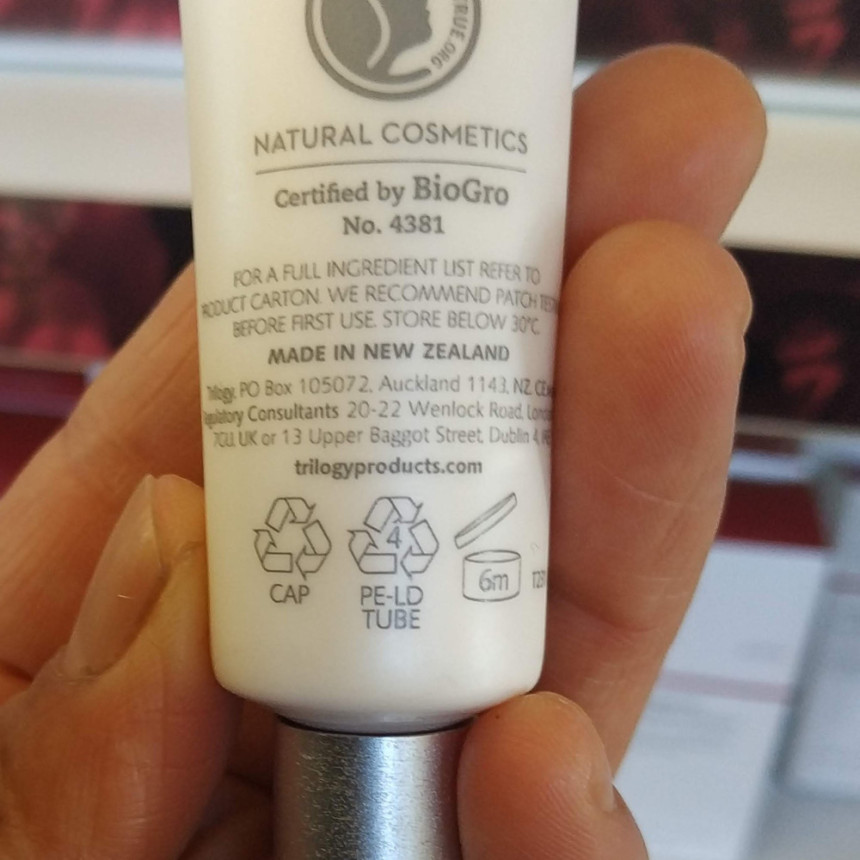 TRUE.ORG
NATURAL COSMETICS
Certified by BioGro
No. 4381
FOR A FULL INGREDIENT LIST REFER TO
PRODUCT CARTON. WE RECOMMEND PATCH TEST
BEFORE FIRST USE. STORE BELOW 30°C.
MADE IN NEW ZEALAND
Trilogy, PO Box 105072, Auckland 1143, NZ.
Consultants 20-22 Wenlock Road,
7GU, UK or 13 Upper Baggot Street, Dublin 4,
trilogyproducts.com
4
6m
CAP
PE-LD
TUBE